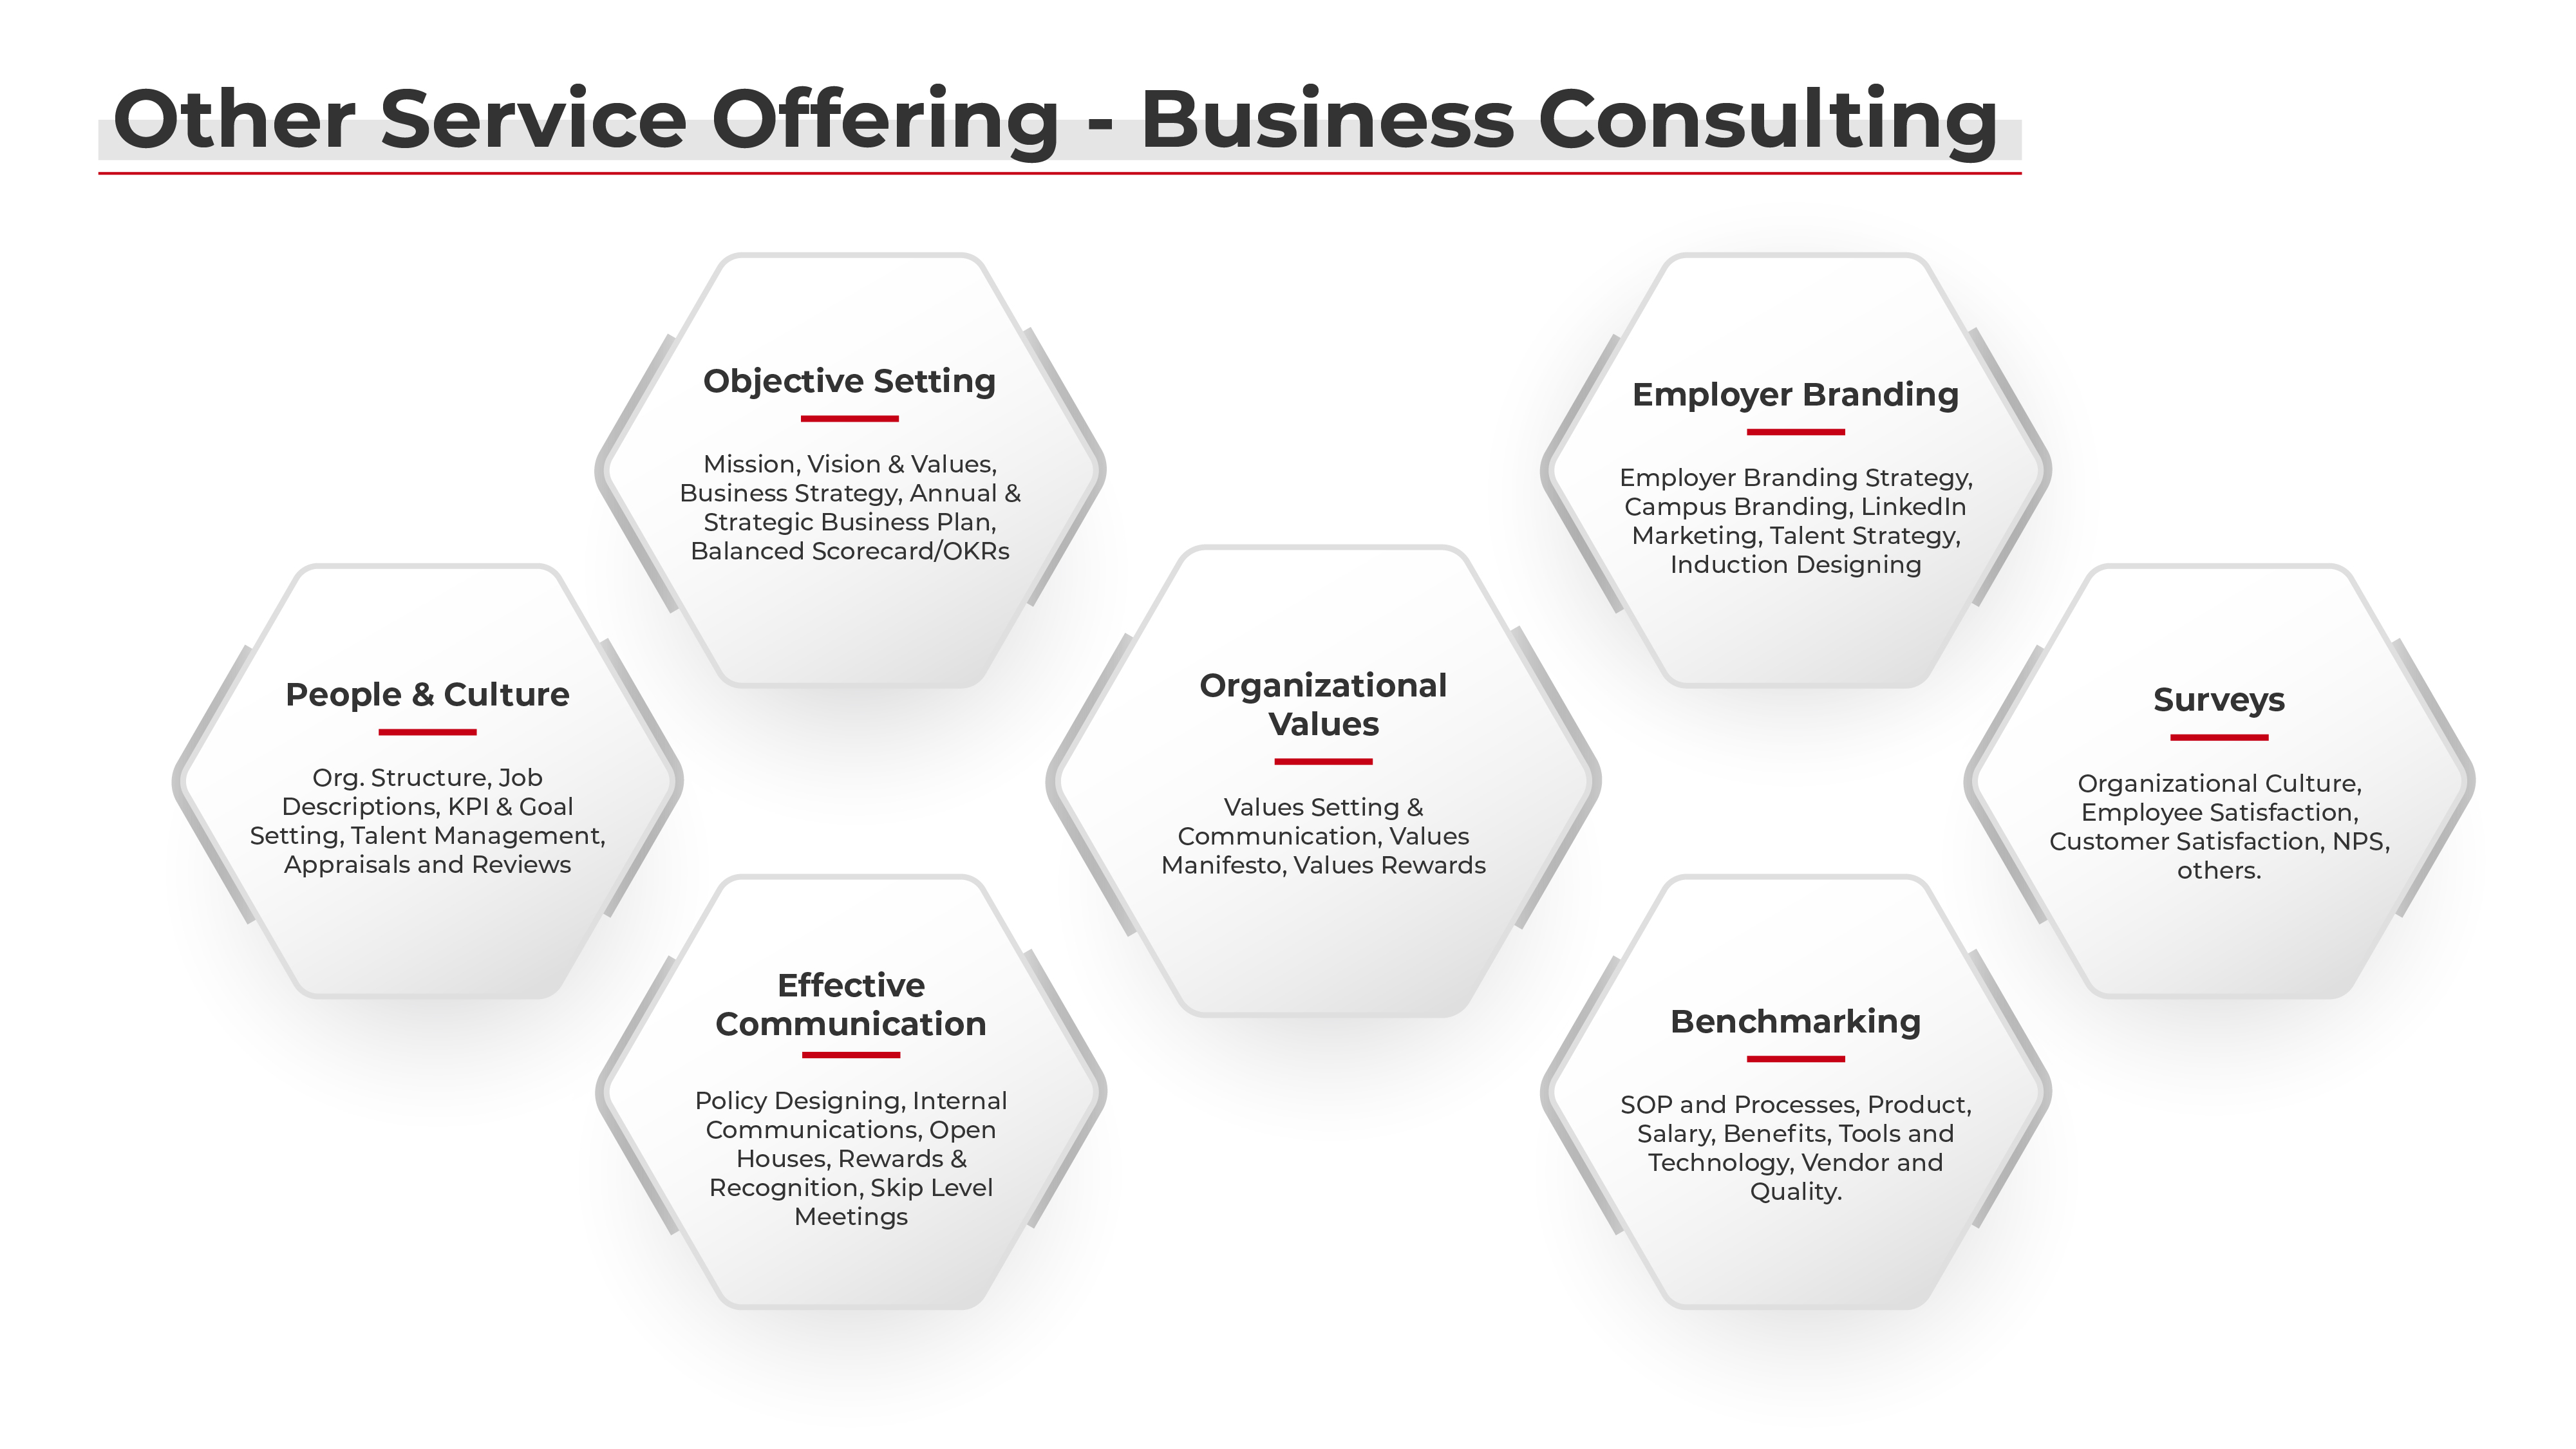 Other Service Offering - Business Consulting
Objective Setting
Mission, Vision & Values,
Business Strategy, Annual &
Strategic Business Plan,
Balanced Scorecard/OKRs
Employer Branding
Employer Branding Strategy,
Campus Branding, LinkedIn
Marketing, Talent Strategy,
Induction Designing
People & Culture
Org. Structure, Job
Descriptions, KPI & Goal
Setting, Talent Management,
Appraisals and Reviews
Organizational
Values
Values Setting &
Communication, Values
Manifesto, Values Rewards
Surveys
Organizational Culture,
Employee Satisfaction,
Customer Satisfaction, NPS,
others.
Effective
Communication
Policy Designing, Internal
Communications, Open
Houses, Rewards &
Recognition, Skip Level
Meetings
Benchmarking
SOP and Processes, Product,
Salary, Benefits, Tools and
Technology, Vendor and
Quality.